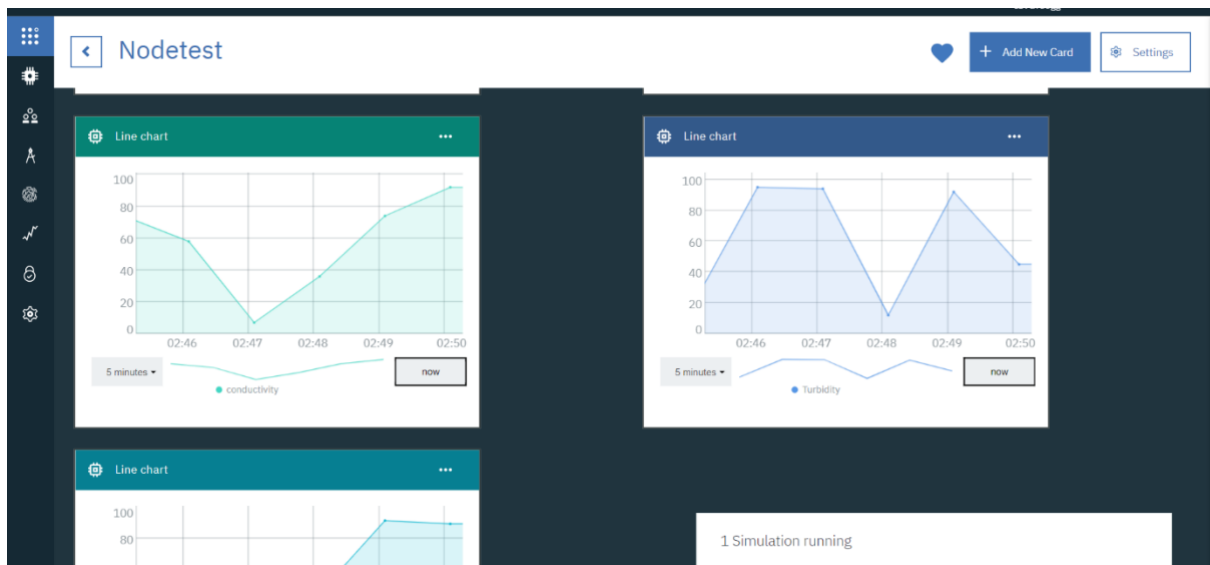 Nodetest
+ Add New Card
Settings
Line chart
100
80
60
40
20
0
02:46 02:47 02:48 02:49 02:50
5 minutes
now
conductivity
Line chart
100
80
60
40
20
0
02:46 02:47 02:48 02:49 02:50
5 minutes
now
Turbidity
Line chart
100
80
1 Simulation running